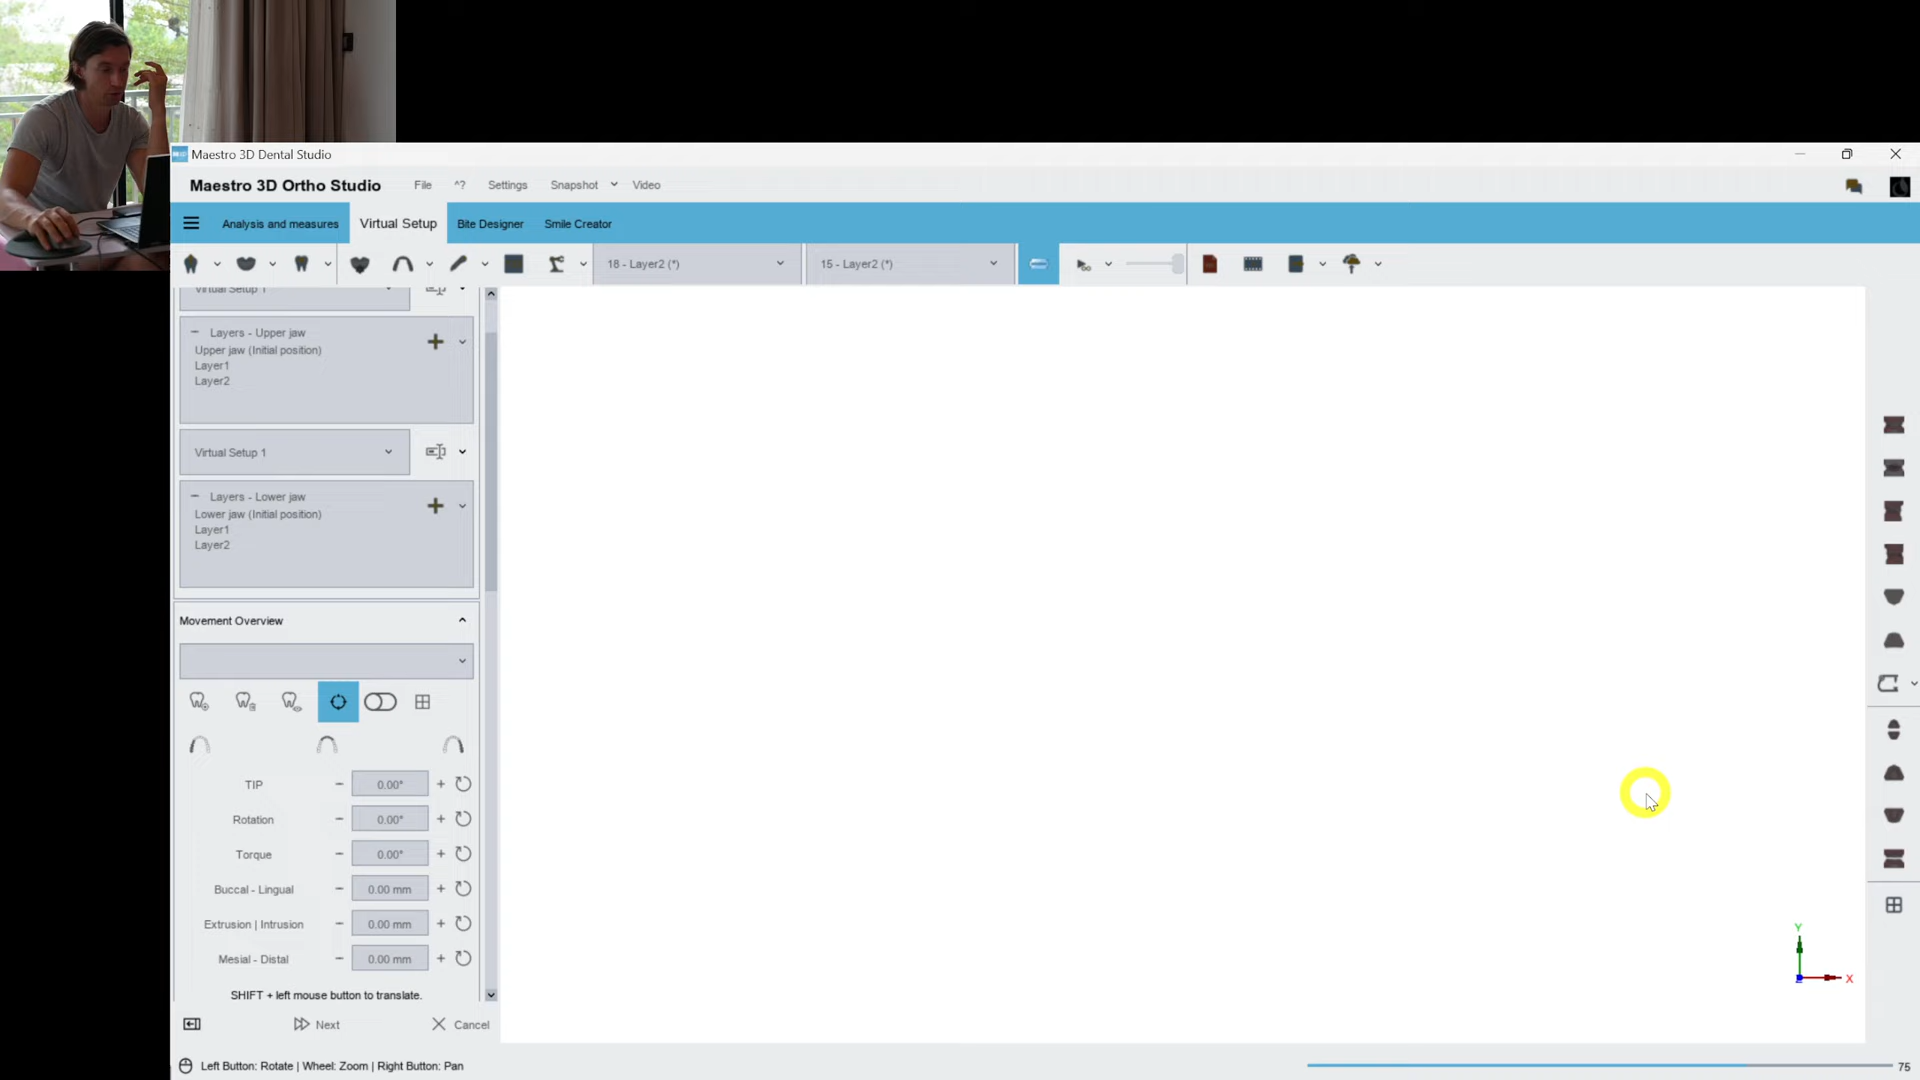 Maestro 3D Dental Studio
Maestro 3D Ortho Studio File ^? Settings Snapshot Video
Analysis and measures Virtual Setup Bite Designer Smile Creator
18 - Layer2 (*) 15 - Layer2 (*)
Virtual Setup 1
Layers - Upper jaw
Upper jaw (Initial position)
Layer1
Layer2
Virtual Setup 1
Layers - Lower jaw
Lower jaw (Initial position)
Layer1
Layer2
Movement Overview
TIP 0.00°
Rotation 0.00°
Torque 0.00°
Buccal - Lingual 0.00 mm
Extrusion | Intrusion 0.00 mm
Mesial - Distal 0.00 mm
SHIFT + left mouse button to translate.
Next Cancel
Y
X
Left Button: Rotate | Wheel: Zoom | Right Button: Pan
75